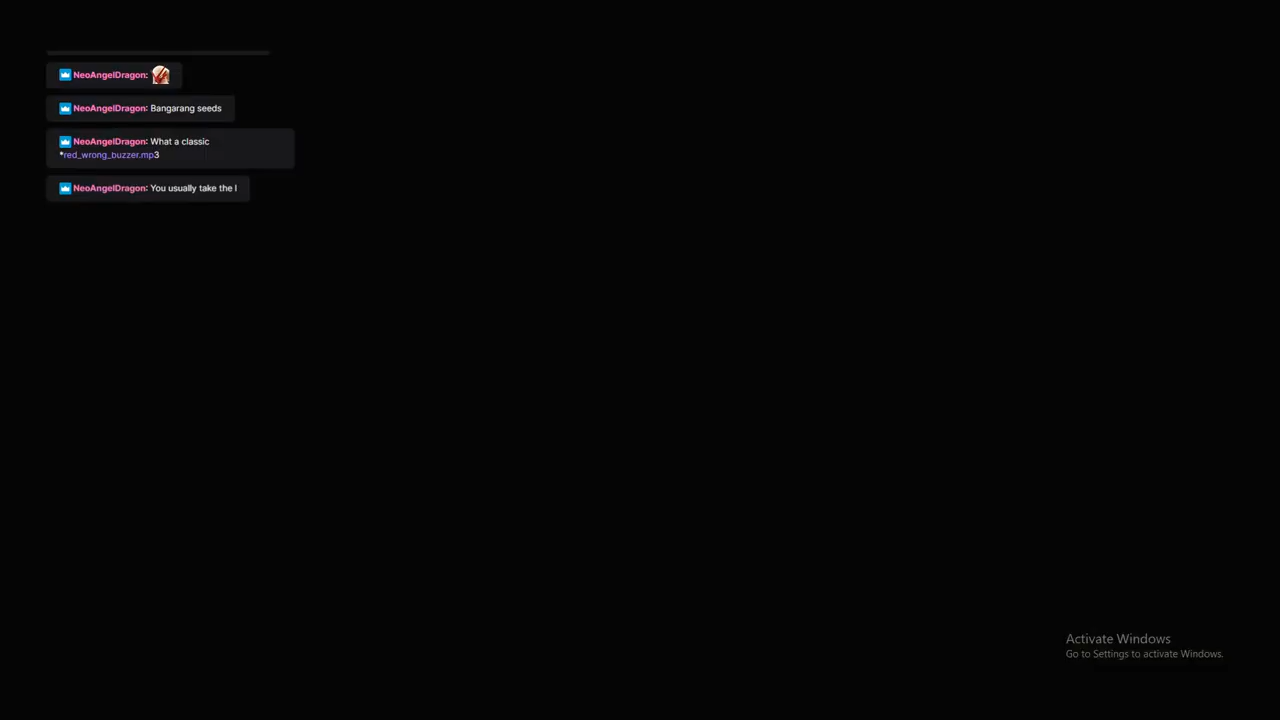 NeoAngelDragon:
NeoAngelDragon: Bangarang seeds
NeoAngelDragon: What a classic
*red_wrong_buzzer.mp3
NeoAngelDragon: You usually take the l
Activate Windows
Go to Settings to activate Windows.